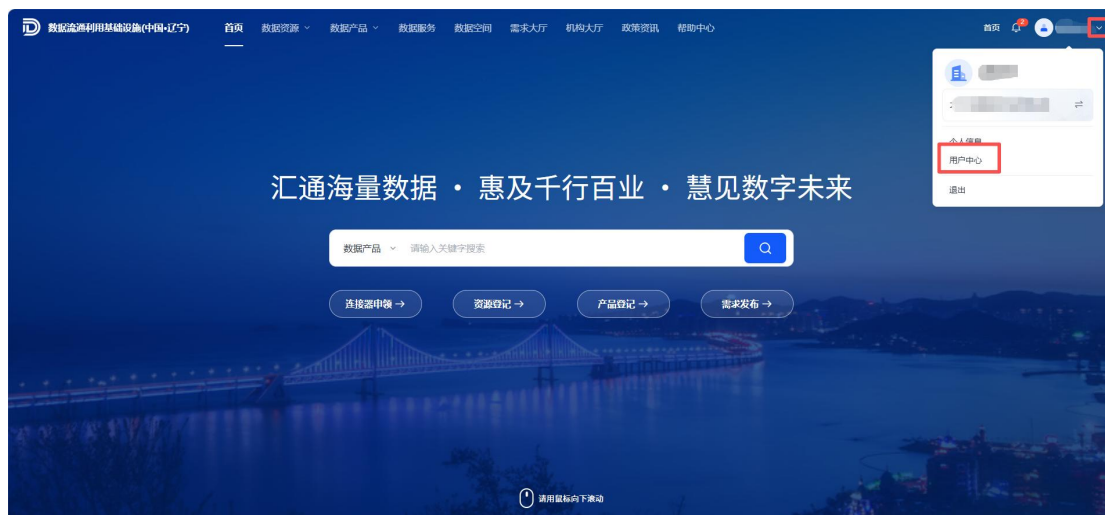 数据流通利用基础设施(中国•辽宁) 首页 数据资源 数据产品 数据服务 数据空间 需求大厅 机构大厅 政策资讯 帮助中心 首页 2
个人信息
用户中心
退出
汇通海量数据 · 惠及千行百业 · 慧见数字未来
数据产品 请输入关键字搜索
连接器申领 → 资源登记 → 产品登记 → 需求发布 →
请用鼠标向下滚动